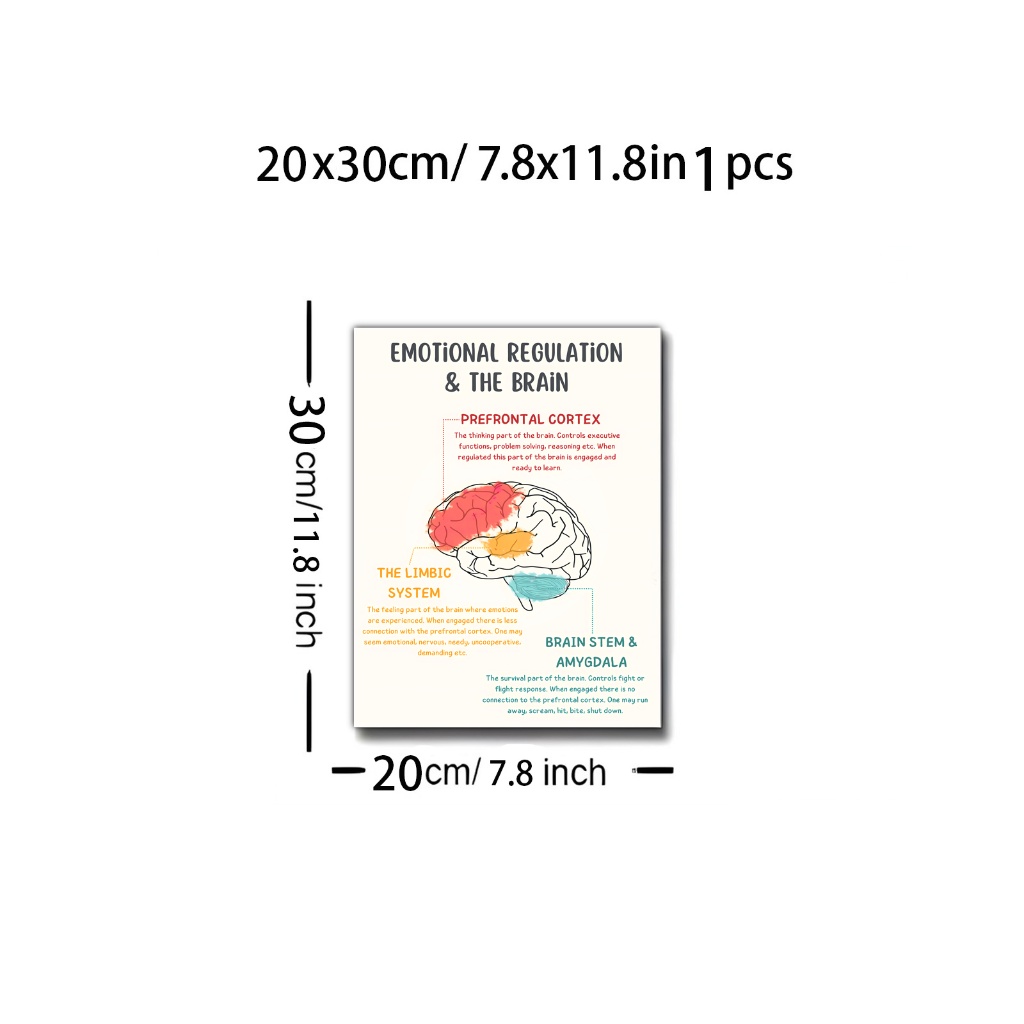 20x30cm/ 7.8x11.8in 1 pcs
30 cm/11.8 inch
EMOTiONAL REGULATiON
& THE BRAiN
PREFRONTAL CORTEX
The thinking part of the brain. Controls executive
functions, problem solving, reasoning etc. When
regulated this part of the brain is engaged and
ready to learn.
THE LIMBIC
SYSTEM
The feeling part of the brain where emotions
are experienced. When engaged there is less
connection with the prefrontal cortex. One may
seem emotional, nervous, needy, uncooperative,
demanding etc.
BRAIN STEM &
AMYGDALA
The survival part of the brain. Controls fight or
flight response. When engaged there is no
connection to the prefrontal cortex. One may run
away, scream, hit, bite, shut down.
20cm/ 7.8 inch